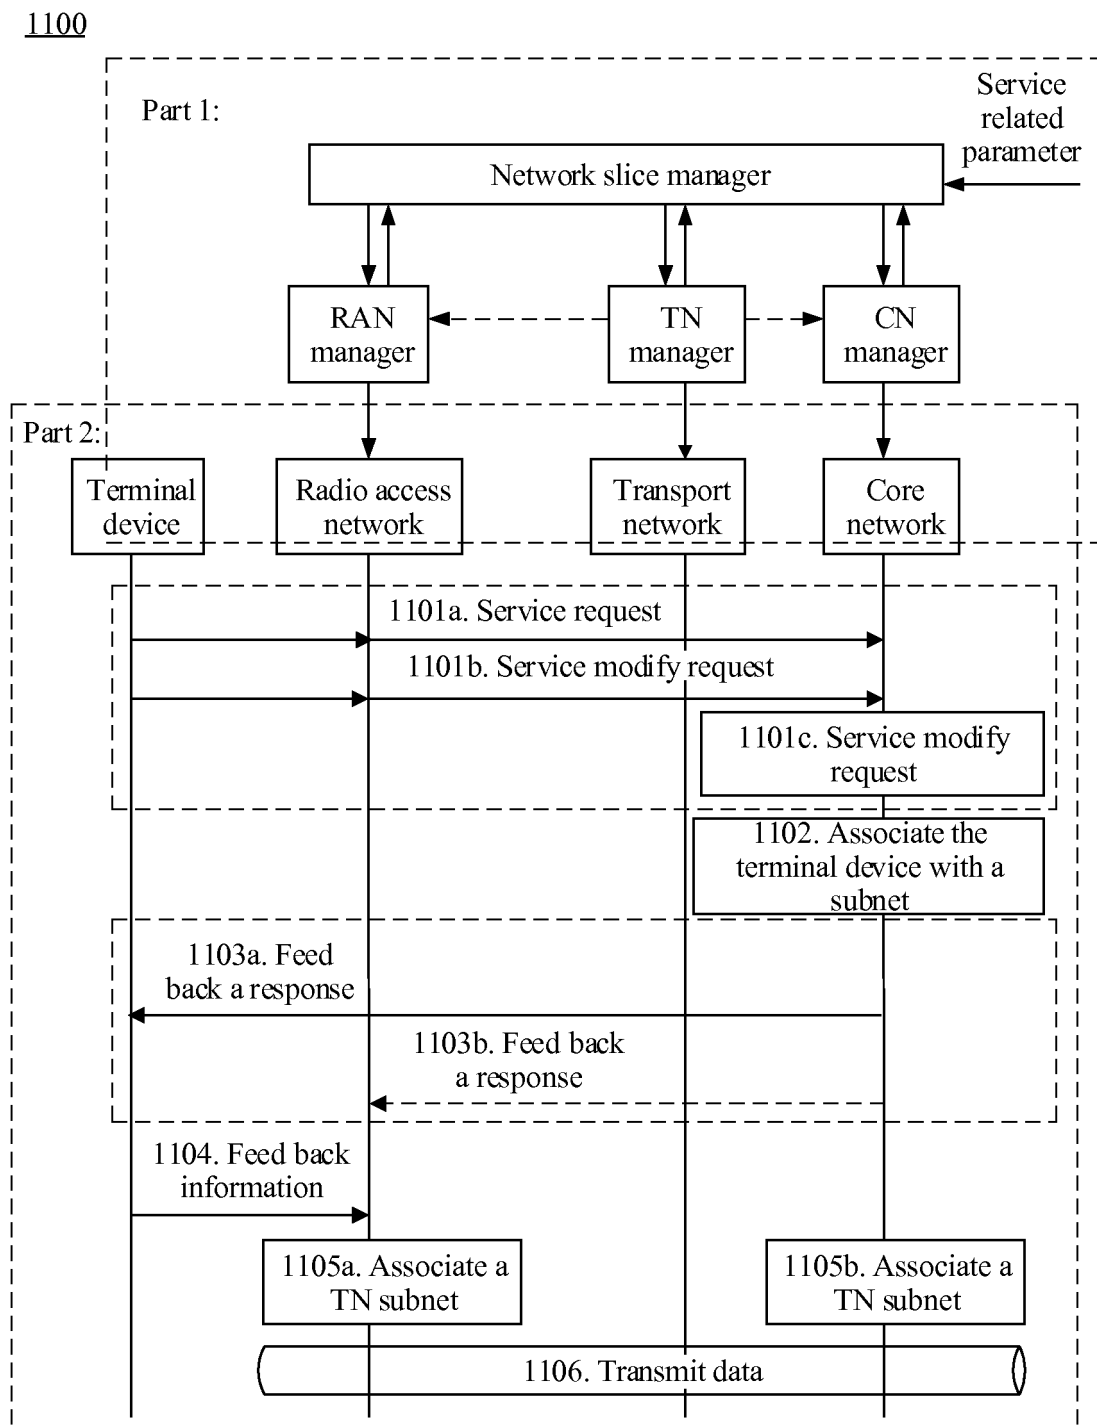 1100
Part 1:
Service
related
parameter
Network slice manager
RAN
manager
TN
manager
CN
manager
Part 2:
Terminal
device
Radio access
network
Transport
network
Core
network
1101a. Service request
1101b. Service modify request
1101c. Service modify
request
1102. Associate the
terminal device with a
subnet
1103a. Feed
back a response
1103b. Feed back
a response
1104. Feed back
information
1105a. Associate a
TN subnet
1105b. Associate a
TN subnet
1106. Transmit data